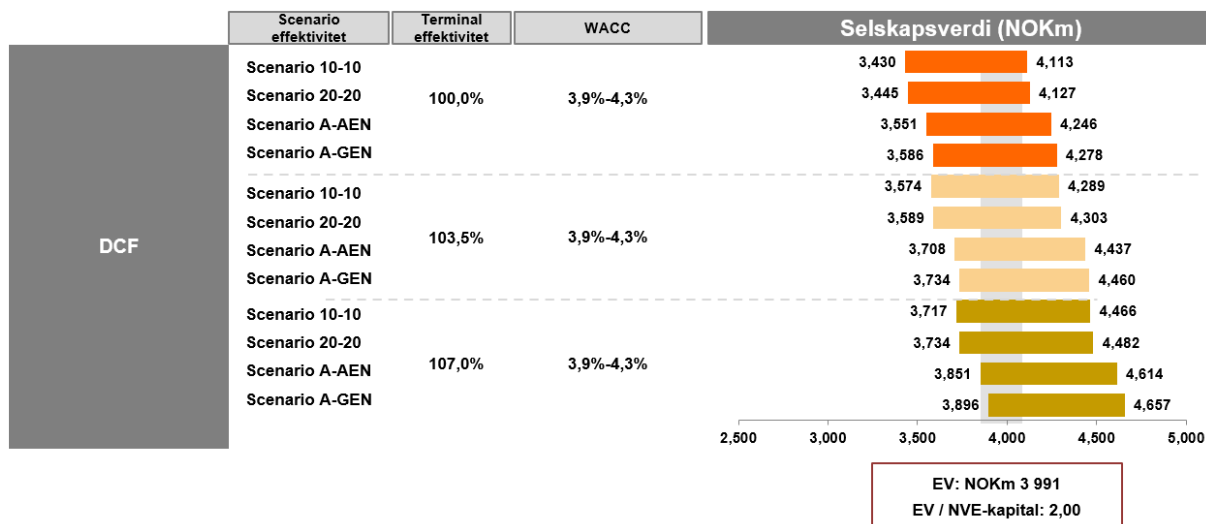 Scenario effektivitet
Terminal effektivitet
WACC
Selskapsverdi (NOKm)
DCF
Scenario 10-10
3,430
4,113
Scenario 20-20
100,0%
3,9%-4,3%
3,445
4,127
Scenario A-AEN
3,551
4,246
Scenario A-GEN
3,586
4,278
Scenario 10-10
3,574
4,289
Scenario 20-20
103,5%
3,9%-4,3%
3,589
4,303
Scenario A-AEN
3,708
4,437
Scenario A-GEN
3,734
4,460
Scenario 10-10
3,717
4,466
Scenario 20-20
107,0%
3,9%-4,3%
3,734
4,482
Scenario A-AEN
3,851
4,614
Scenario A-GEN
3,896
4,657
2,500
3,000
3,500
4,000
4,500
5,000
EV: NOKm 3 991
EV / NVE-kapital: 2,00